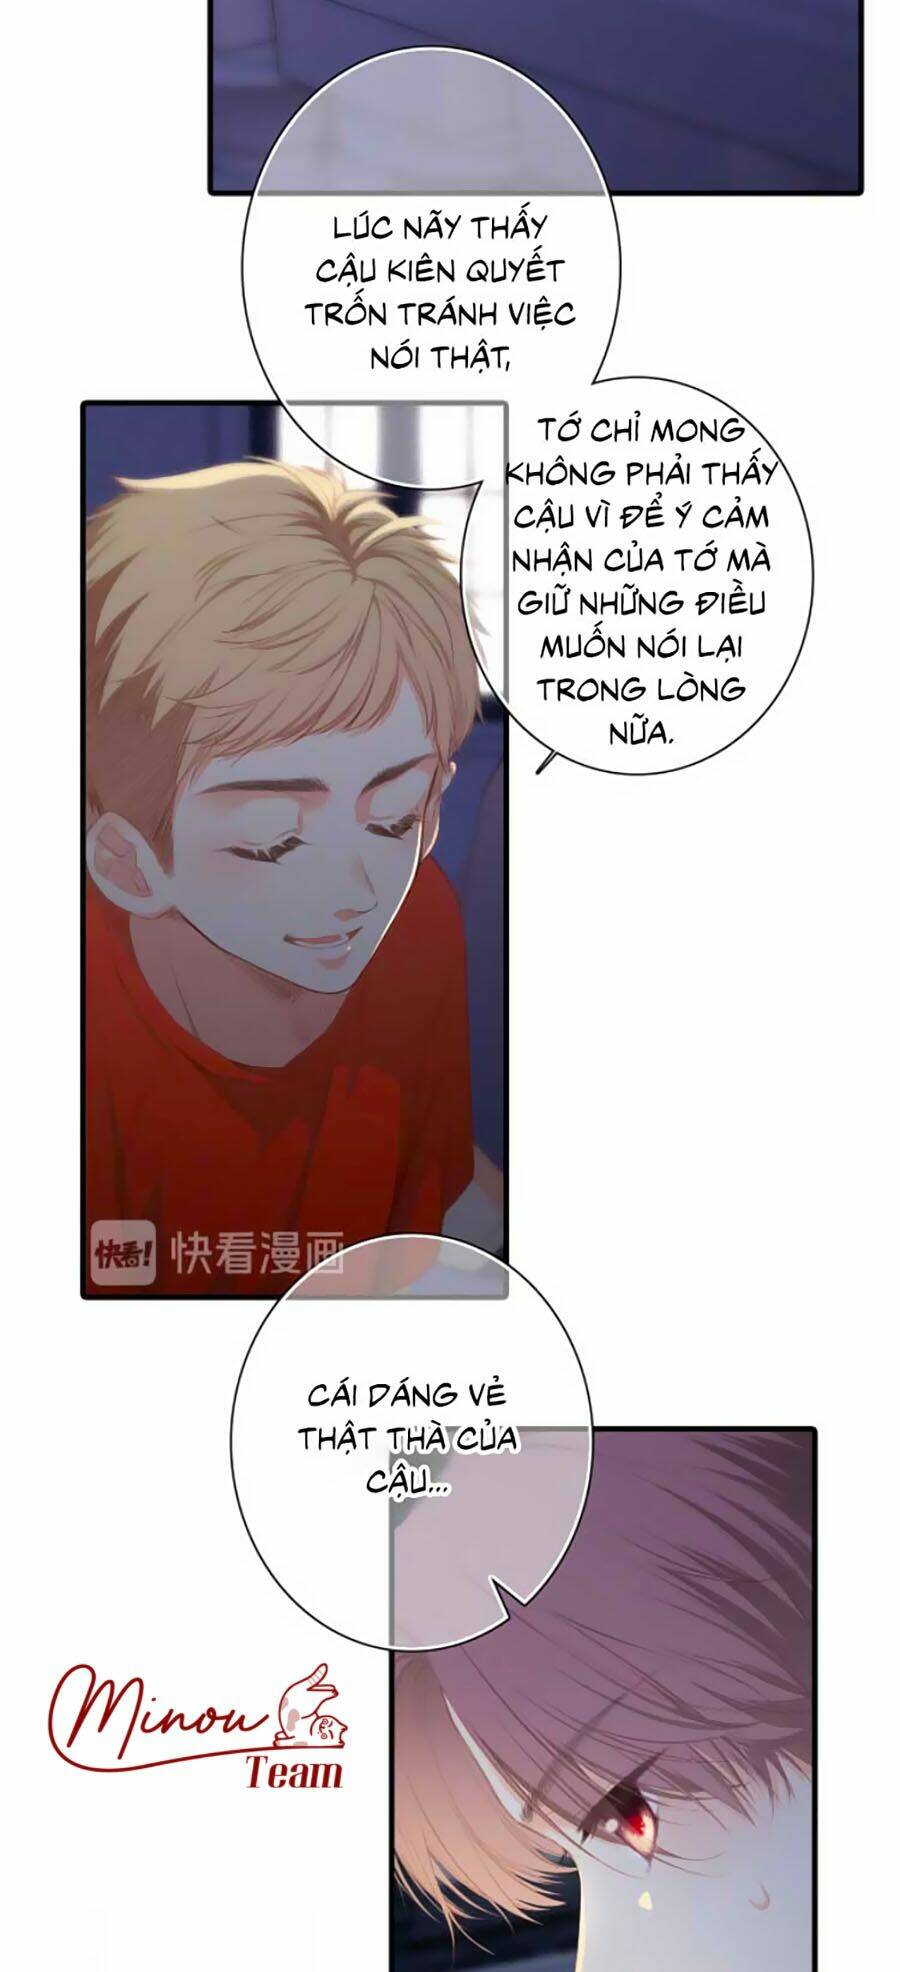 LÚC NÃY THẤY
CẬU KIÊN QUYẾT
TRỐN TRÁNH VIỆC
NÓI THẬT,
TỚ CHỈ MONG
KHÔNG PHẢI THẤY
CẬU VÌ ĐỂ Ý CẢM
NHẬN CỦA TỚ MÀ
GIỮ NHỮNG ĐIỀU
MUỐN NÓI LẠI
TRONG LÒNG
NỮA.
快看! 快看漫画
CÁI DÁNG VẺ
THẬT THÀ CỦA
CẬU...
Minou
Team